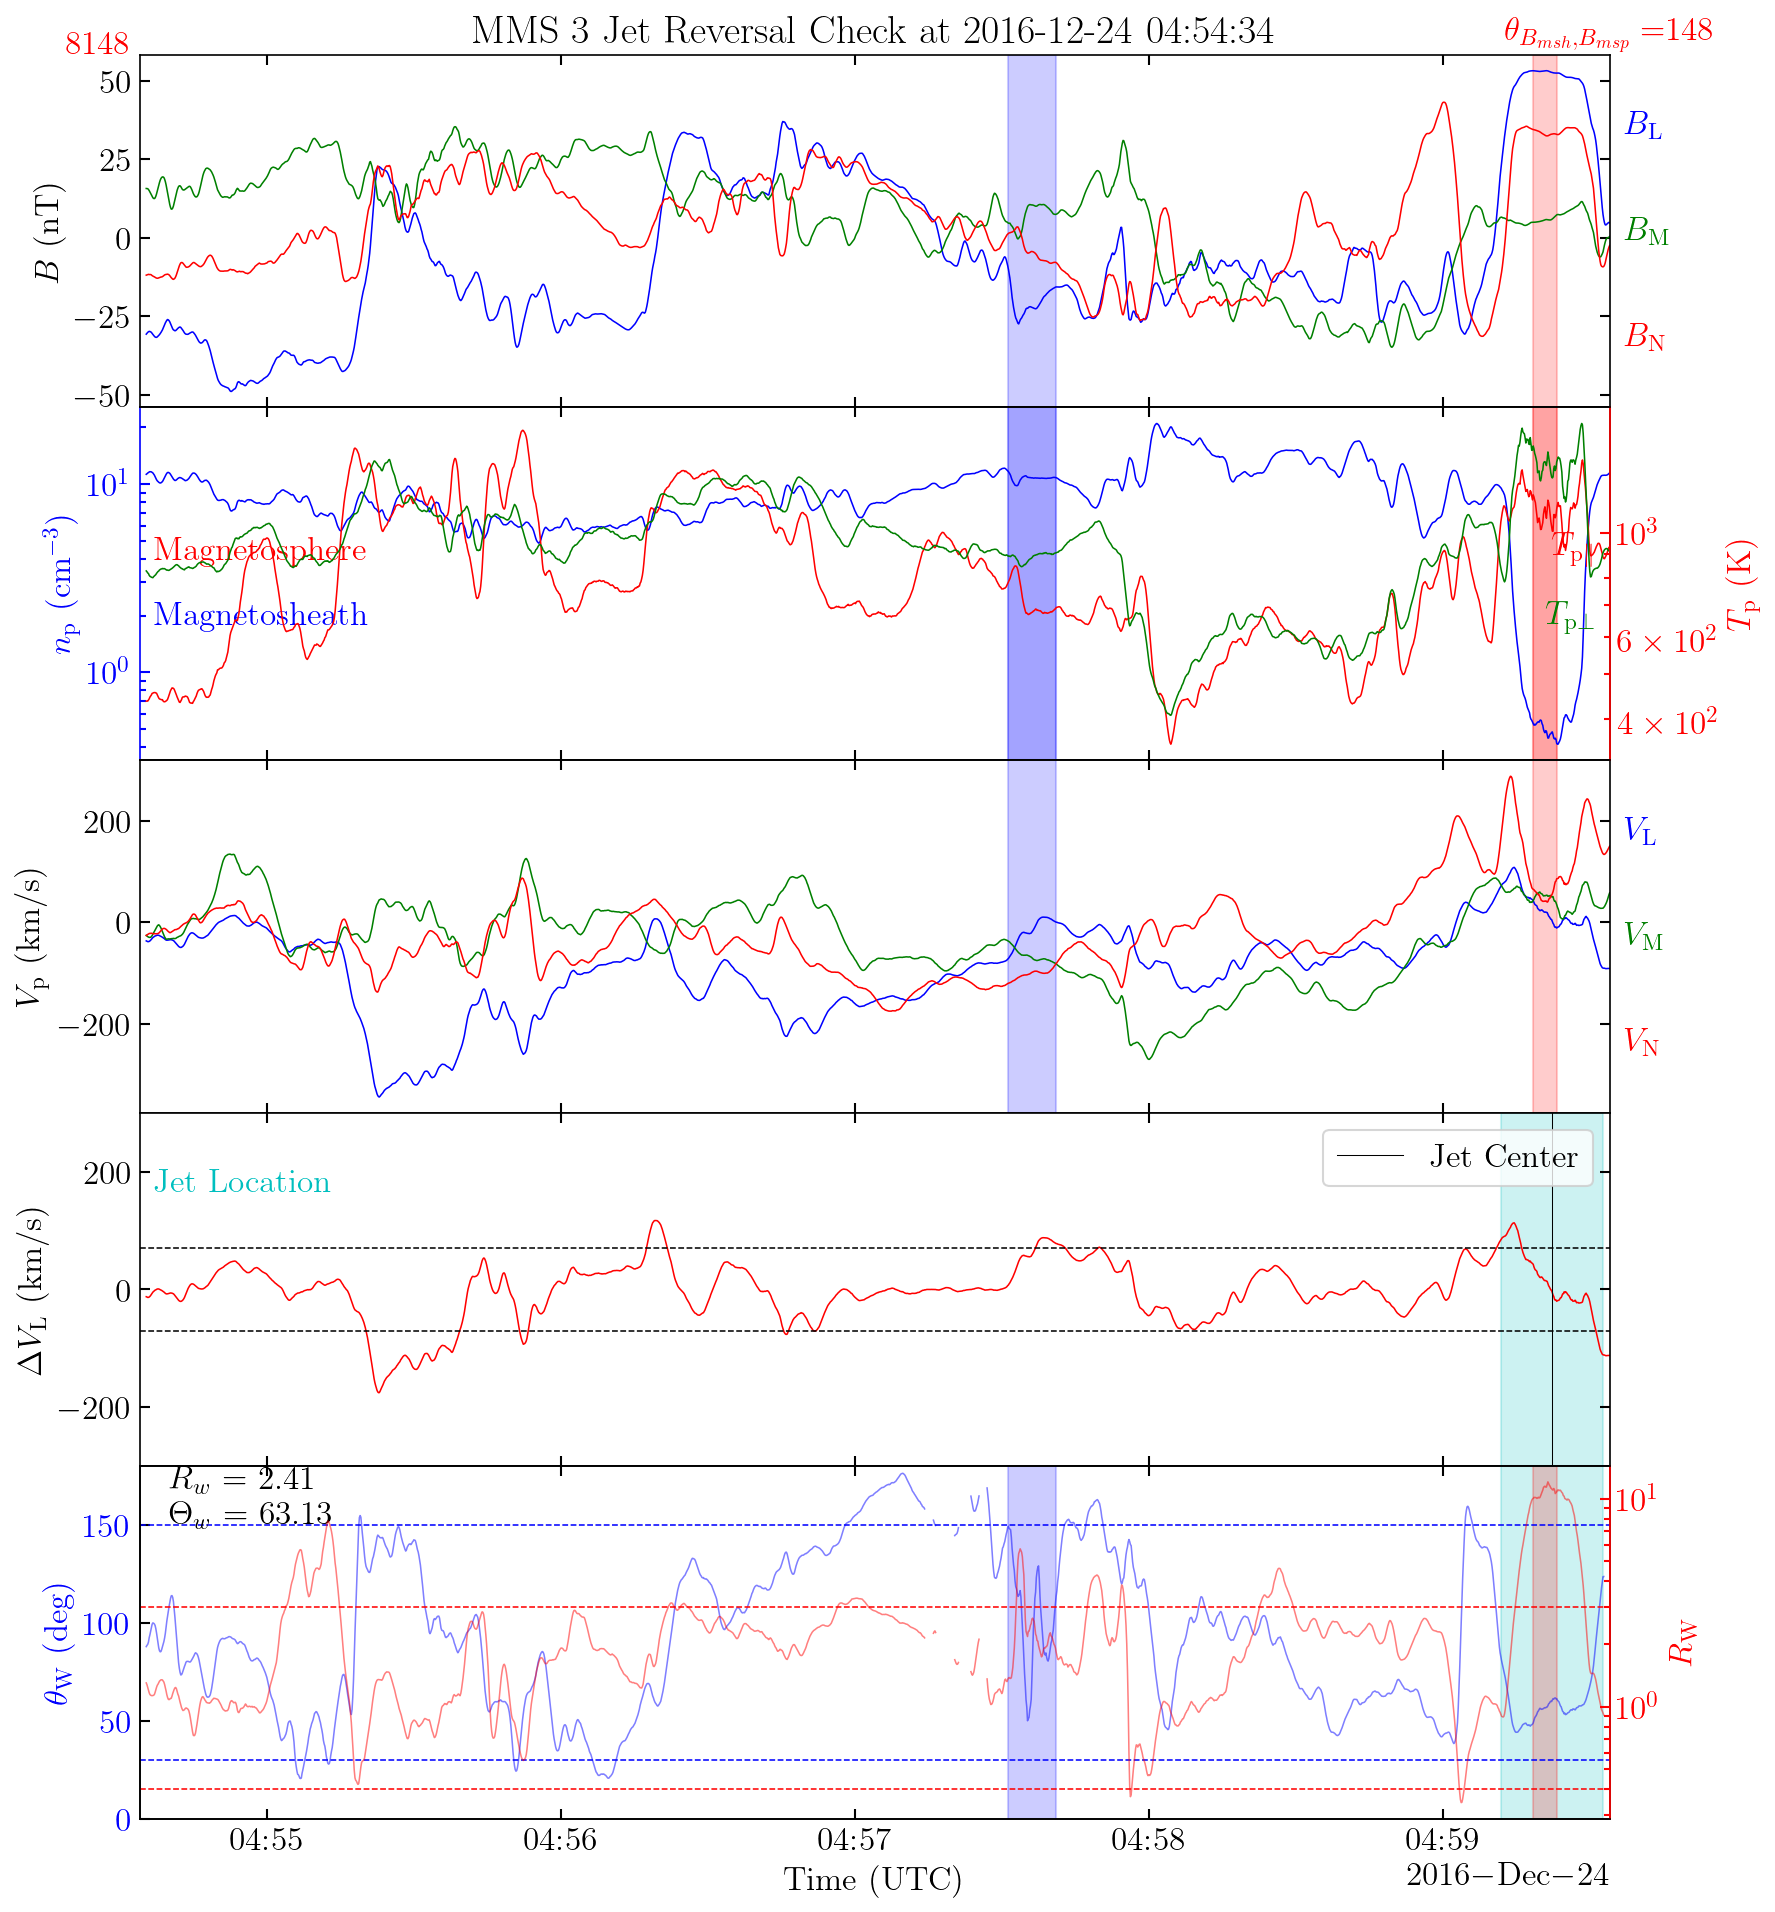 MMS 3 Jet Reversal Check at 2016-12-24 04:54:34
8148
θ_{B_{msh},B_{msp}} =148
50
25
0
−25
−50
B (nT)
B_L
B_M
B_N
10^1
10^0
n_p (cm^{−3})
Magnetosphere
Magnetosheath
T_{p∥}
T_{p⊥}
10^3
6 × 10^2
4 × 10^2
T_p (K)
200
0
−200
V_p (km/s)
V_L
V_M
V_N
Jet Location
Jet Center
200
0
−200
ΔV_L (km/s)
R_w = 2.41
Θ_w = 63.13
150
100
50
0
θ_W (deg)
10^1
10^0
R_W
04:55
04:56
04:57
04:58
04:59
2016−Dec−24
Time (UTC)